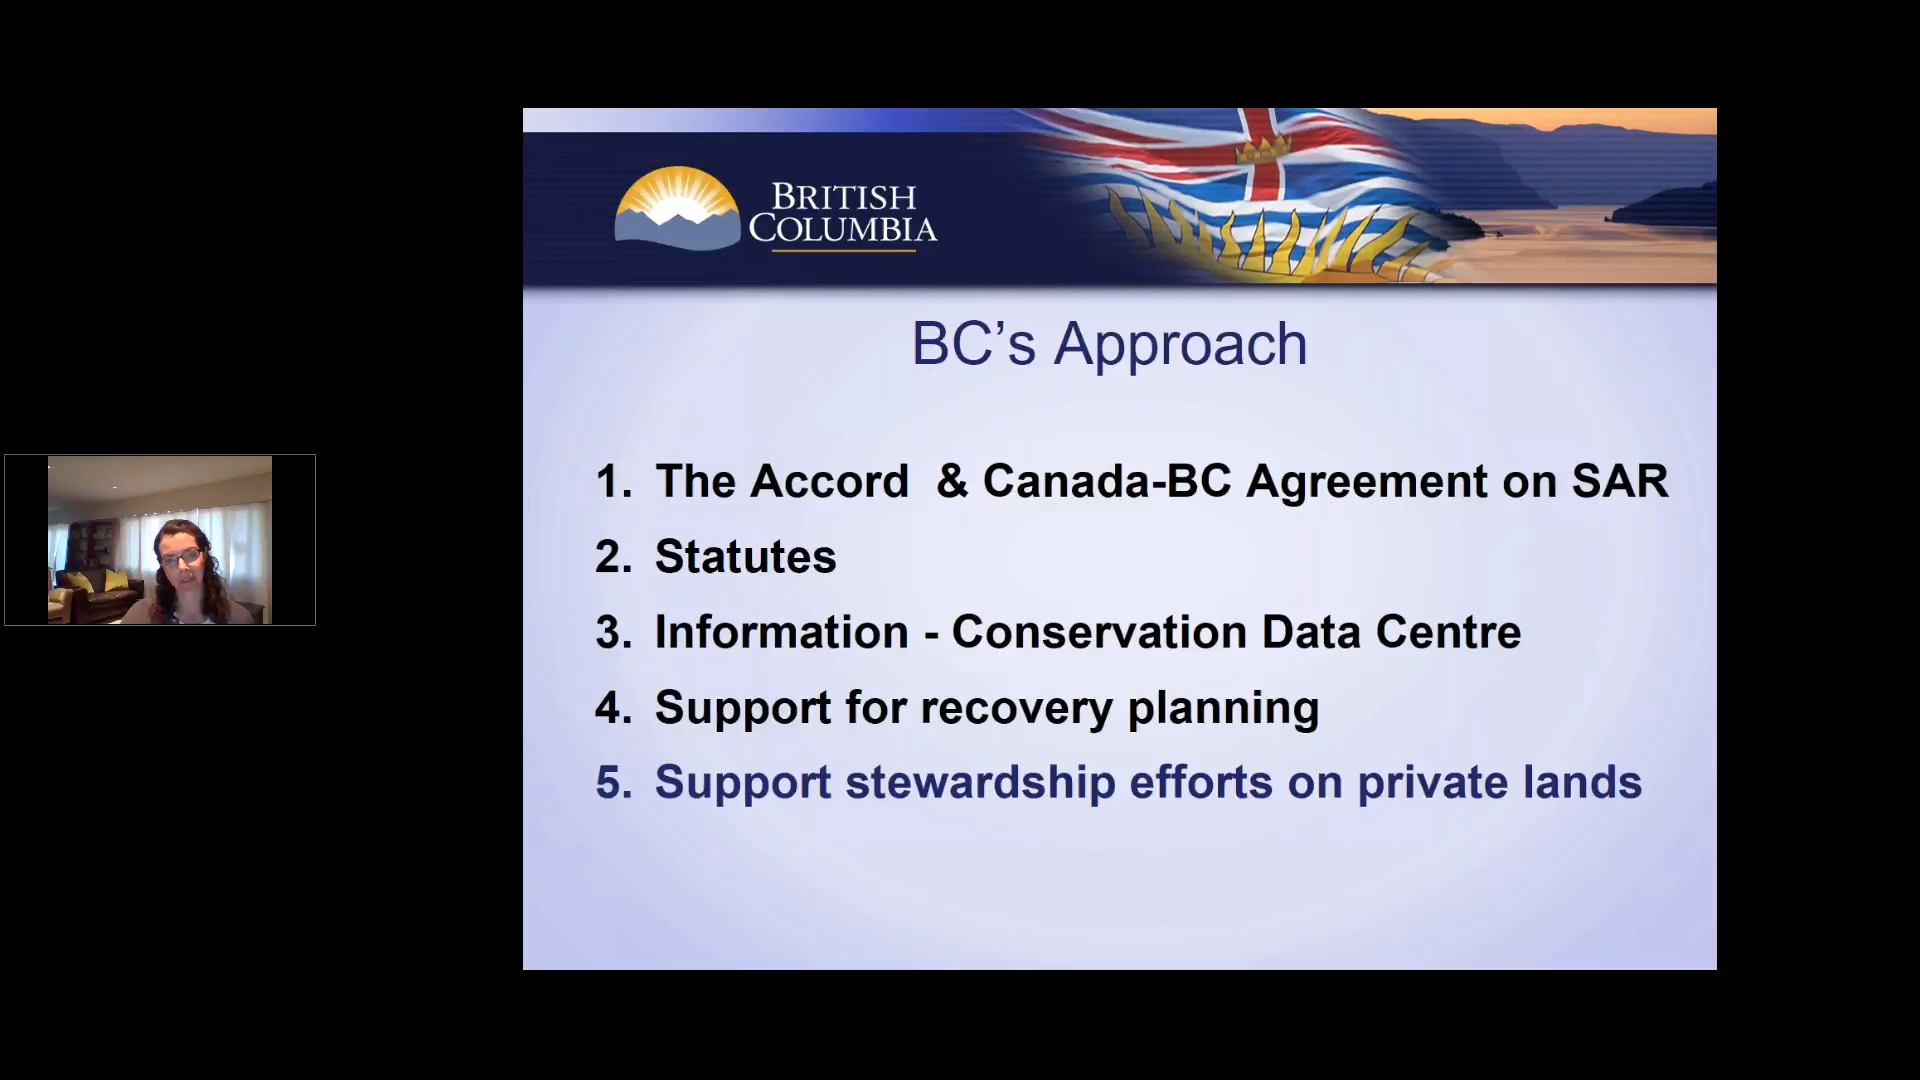 BRITISH
COLUMBIA
BC’s Approach
1. The Accord & Canada-BC Agreement on SAR
2. Statutes
3. Information - Conservation Data Centre
4. Support for recovery planning
5. Support stewardship efforts on private lands